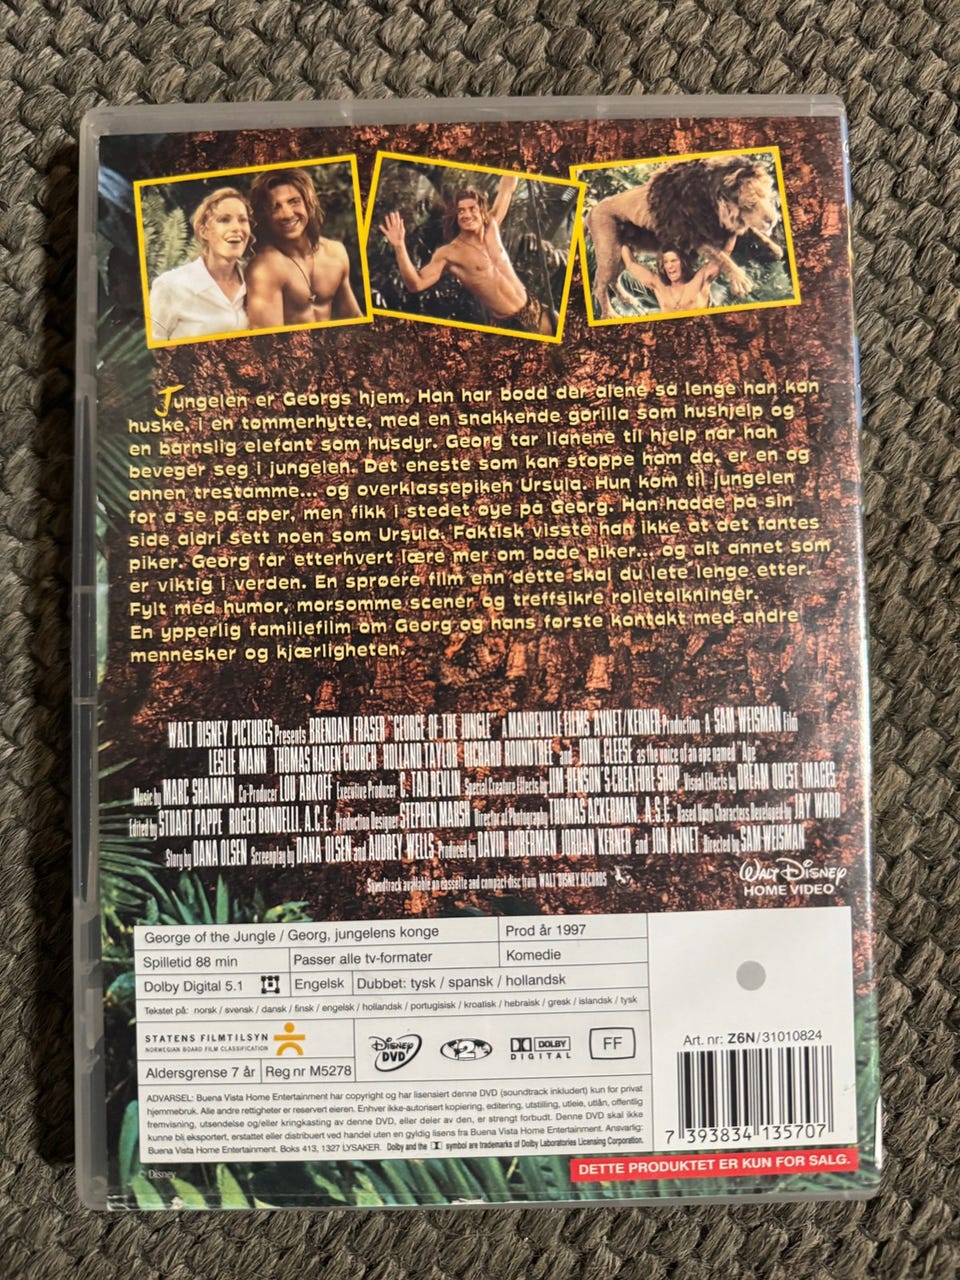 Jungelen er Georgs hjem. Han har bodd der alene så lenge han kan
huske, i en tømmerhytte, med en snakkende gorilla som hushjelp og
en barnslig elefant som husdyr. Georg tar lianene til hjelp når han
beveger seg i jungelen. Det eneste som kan stoppe ham da, er en og
annen trestamme... og overklassepiken Ursula. Hun kom til jungelen
for å se på aper, men fikk i stedet øye på Georg. Han hadde på sin
side aldri sett noen som Ursula. Faktisk visste han ikke at det fantes
piker. Georg får etterhvert lære mer om både piker... og alt annet som
er viktig i verden. En sprøere film enn dette skal du lete lenge etter.
Fylt med humor, morsomme scener og treffsikre rolletolkninger.
En ypperlig familiefilm om Georg og hans første kontakt med andre
mennesker og kjærligheten.
WALT DISNEY PICTURES Presents BRENDAN FRASER "GEORGE OF THE JUNGLE" A MANDEVILLE FILMS AVNET/KERNER Production A SAM WEISMAN Film
LESLIE MANN THOMAS HADEN CHURCH HOLLAND TAYLOR RICHARD ROUNDTREE and JOHN CLEESE as the voice of an ape named "Ape"
Music by MARC SHAIMAN Co-Producer LOU ARKOFF Executive Producer C. TAD DEVLIN Special Creature Effects by JIM HENSON'S CREATURE SHOP Visual Effects by DREAM QUEST IMAGES
Edited by STUART PAPPE ROGER BONDELLI, A.C.E. Production Designer STEPHEN MARSH Director of Photography THOMAS ACKERMAN, A.S.C. Based Upon Characters Developed by JAY WARD
Story by DANA OLSEN Screenplay by DANA OLSEN and AUDREY WELLS Produced by DAVID HOBERMAN JORDAN KERNER and JON AVNET Directed by SAM WEISMAN
Soundtrack available on cassette and compact disc from WALT DISNEY RECORDS
WALT DISNEY
HOME VIDEO
George of the Jungle / Georg, jungelens konge Prod år 1997
Spilletid 88 min Passer alle tv-formater Komedie
Dolby Digital 5.1 Engelsk Dubbet: tysk / spansk / hollandsk
Tekstet på: norsk / svensk / dansk / finsk / engelsk / hollandsk / portugisisk / kroatisk / hebraisk / gresk / islandsk / tysk
STATENS FILMTILSYN
NORWEGIAN BOARD FILM CLASSIFICATION
Aldersgrense 7 år Reg nr M5278
DISNEY
DVD
2
DOLBY
DIGITAL
FF
Art. nr: Z6N/31010824
ADVARSEL: Buena Vista Home Entertainment har copyright og har lisensiert denne DVD (soundtrack inkludert) kun for privat
hjemmebruk. Alle andre rettigheter er reservert eieren. Enhver ikke-autorisert kopiering, editering, utstilling, utleie, utlån, offentlig
fremvisning, utsendelse og/eller kringkasting av denne DVD, eller deler av den, er strengt forbudt. Denne DVD skal ikke
kunne bli eksportert, erstattet eller distribuert ved handel uten en gyldig lisens fra Buena Vista Home Entertainment. Ansvarlig:
Buena Vista Home Entertainment. Boks 413, 1327 LYSAKER. Dolby and the symbol are trademarks of Dolby Laboratories Licensing Corporation.
7 393834 135707
DETTE PRODUKTET ER KUN FOR SALG.
© Disney